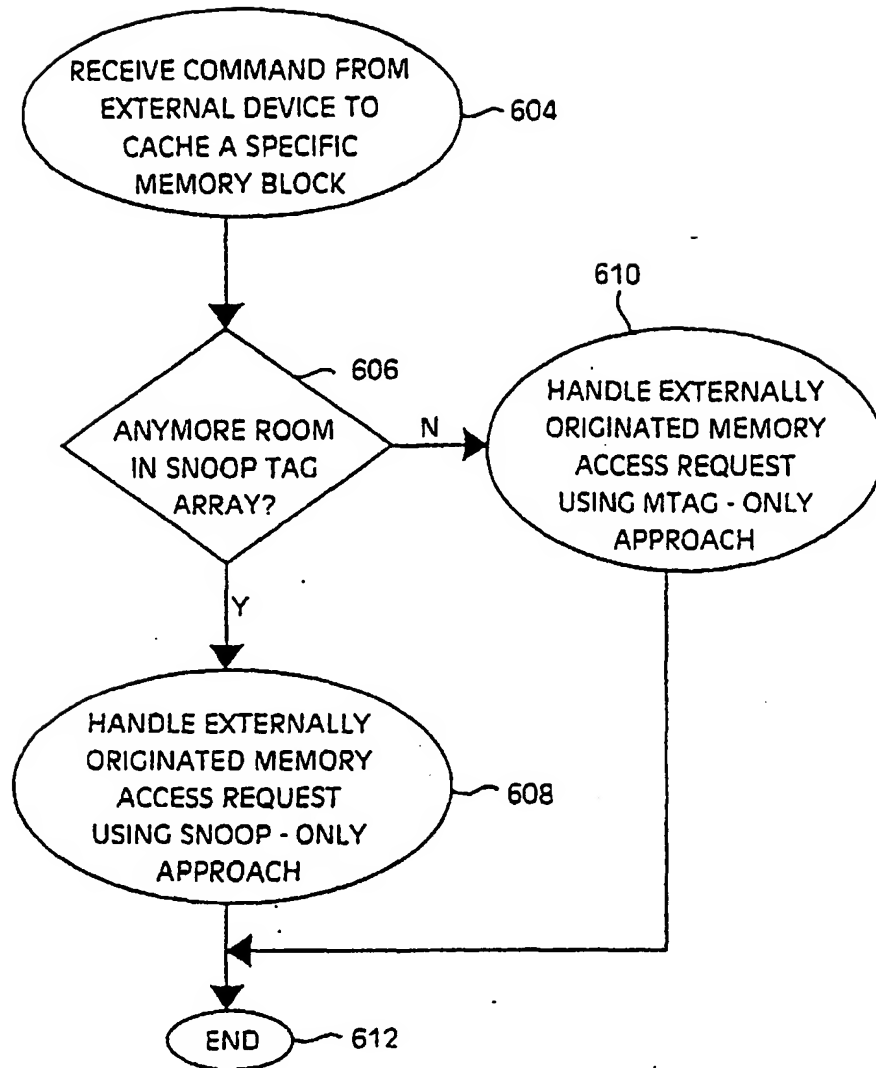 RECEIVE COMMAND FROM
EXTERNAL DEVICE TO
CACHE A SPECIFIC
MEMORY BLOCK
604
606
ANYMORE ROOM
IN SNOOP TAG
ARRAY?
N
Y
610
HANDLE EXTERNALLY
ORIGINATED MEMORY
ACCESS REQUEST
USING MTAG - ONLY
APPROACH
HANDLE EXTERNALLY
ORIGINATED MEMORY
ACCESS REQUEST
USING SNOOP - ONLY
APPROACH
608
END
612